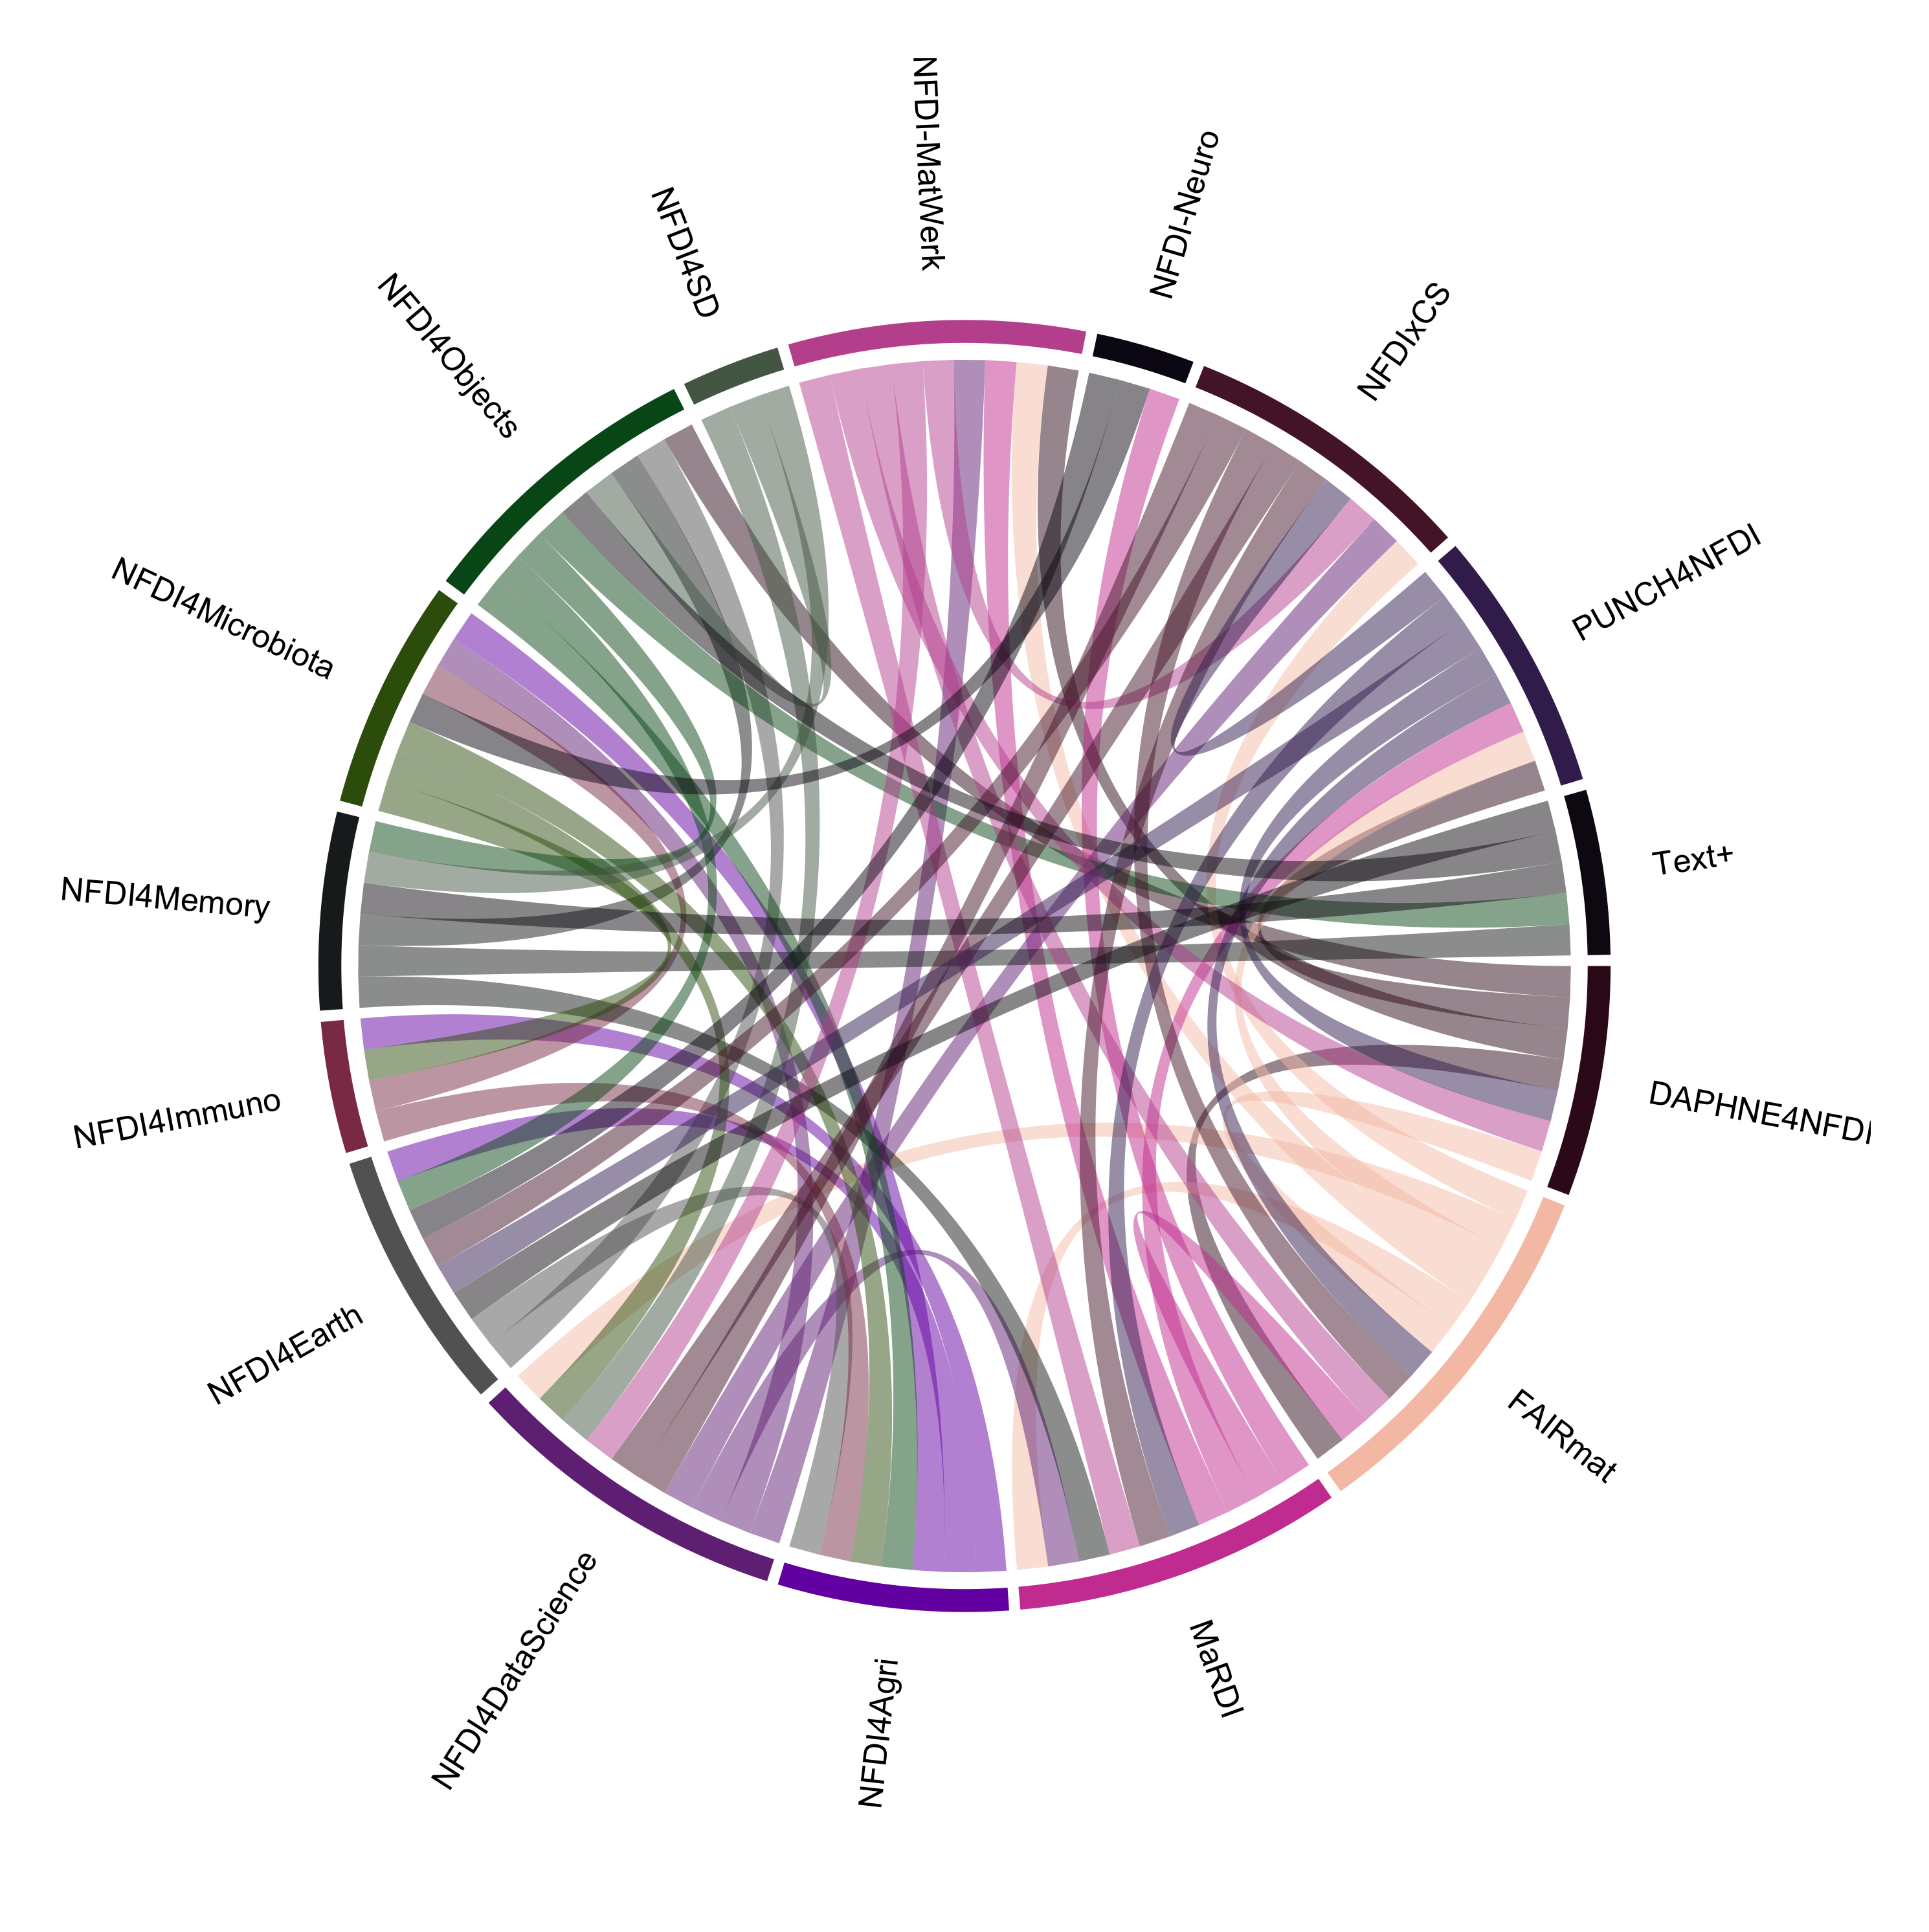 NFDI-MatWerk
NFDI-Neuro
NFDIxCS
PUNCH4NFDI
Text+
DAPHNE4NFDI
FAIRmat
MaRDI
NFDI4Agri
NFDI4DataScience
NFDI4Earth
NFDI4Immuno
NFDI4Memory
NFDI4Microbiota
NFDI4Objects
NFDI4SD